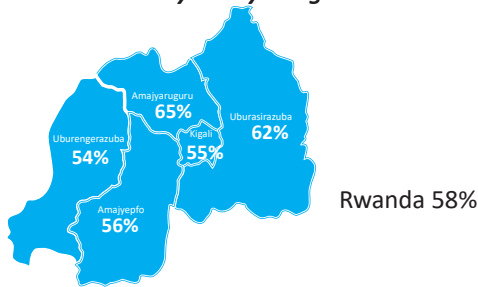 Amajyaruguru
65%
Uburasirazuba
62%
Kigali
55%
Uburengerazuba
54%
Amajyepfo
56%
Rwanda 58%